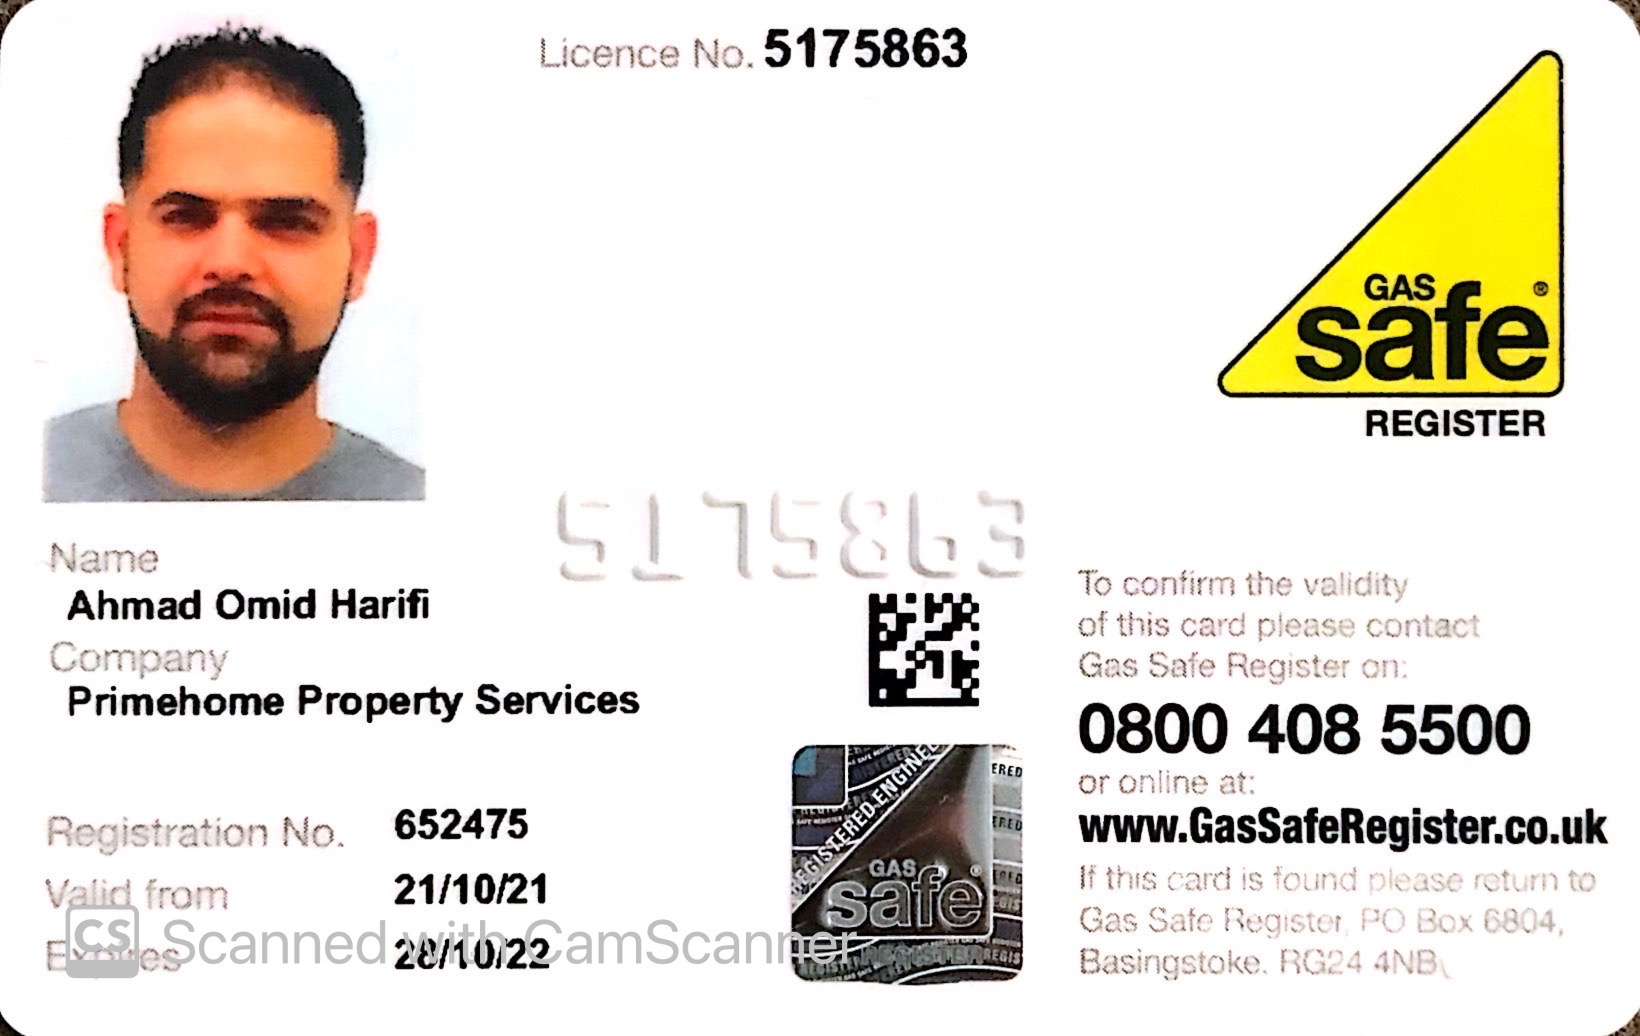 Licence No. 5175863
GAS
safe®
REGISTER
5175863
Name
Ahmad Omid Harifi
Company
Primehome Property Services
Registration No. 652475
Valid from 21/10/21
Expires 28/10/22
CS Scanned with CamScanner
REGISTERED ENGINEER
GAS
safe®
To confirm the validity
of this card please contact
Gas Safe Register on:
0800 408 5500
or online at:
www.GasSafeRegister.co.uk
If this card is found please return to
Gas Safe Register, PO Box 6804,
Basingstoke. RG24 4NB